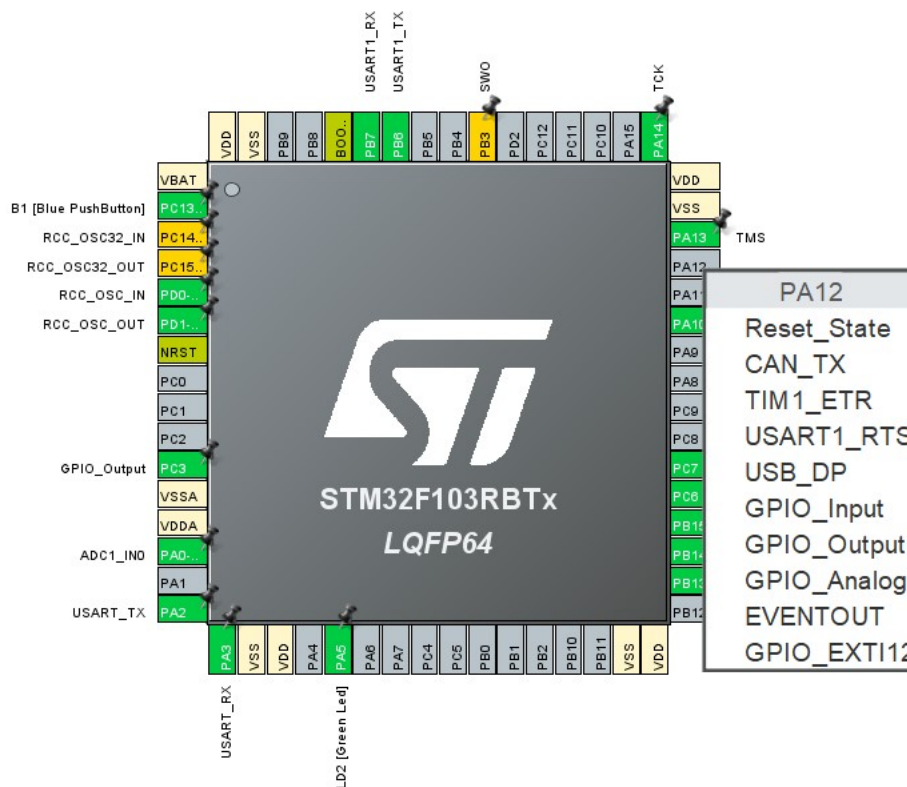 USART1_RX
USART1_TX
SWO
TCK
VDD
VSS
PB9
PB8
BOO..
PB7
PB6
PB5
PB4
PB3
PD2
PC12
PC11
PC10
PA15
PA14
VBAT
B1 [Blue PushButton] PC13..
RCC_OSC32_IN PC14..
RCC_OSC32_OUT PC15..
RCC_OSC_IN PD0-..
RCC_OSC_OUT PD1-..
NRST
PC0
PC1
PC2
GPIO_Output PC3
VSSA
VDDA
ADC1_IN0 PA0-..
PA1
USART_TX PA2
STM32F103RBTx
LQFP64
VDD
VSS
PA13 TMS
PA12
PA11
PA10
PA9
PA8
PC9
PC8
PC7
PC6
PB15
PB14
PB13
PB12
PA12
Reset_State
CAN_TX
TIM1_ETR
USART1_RTS
USB_DP
GPIO_Input
GPIO_Output
GPIO_Analog
EVENTOUT
GPIO_EXTI12
PA3
VSS
VDD
PA4
PA5
PA6
PA7
PC4
PC5
PB0
PB1
PB2
PB10
PB11
VSS
VDD
USART_RX
LD2 [Green Led]